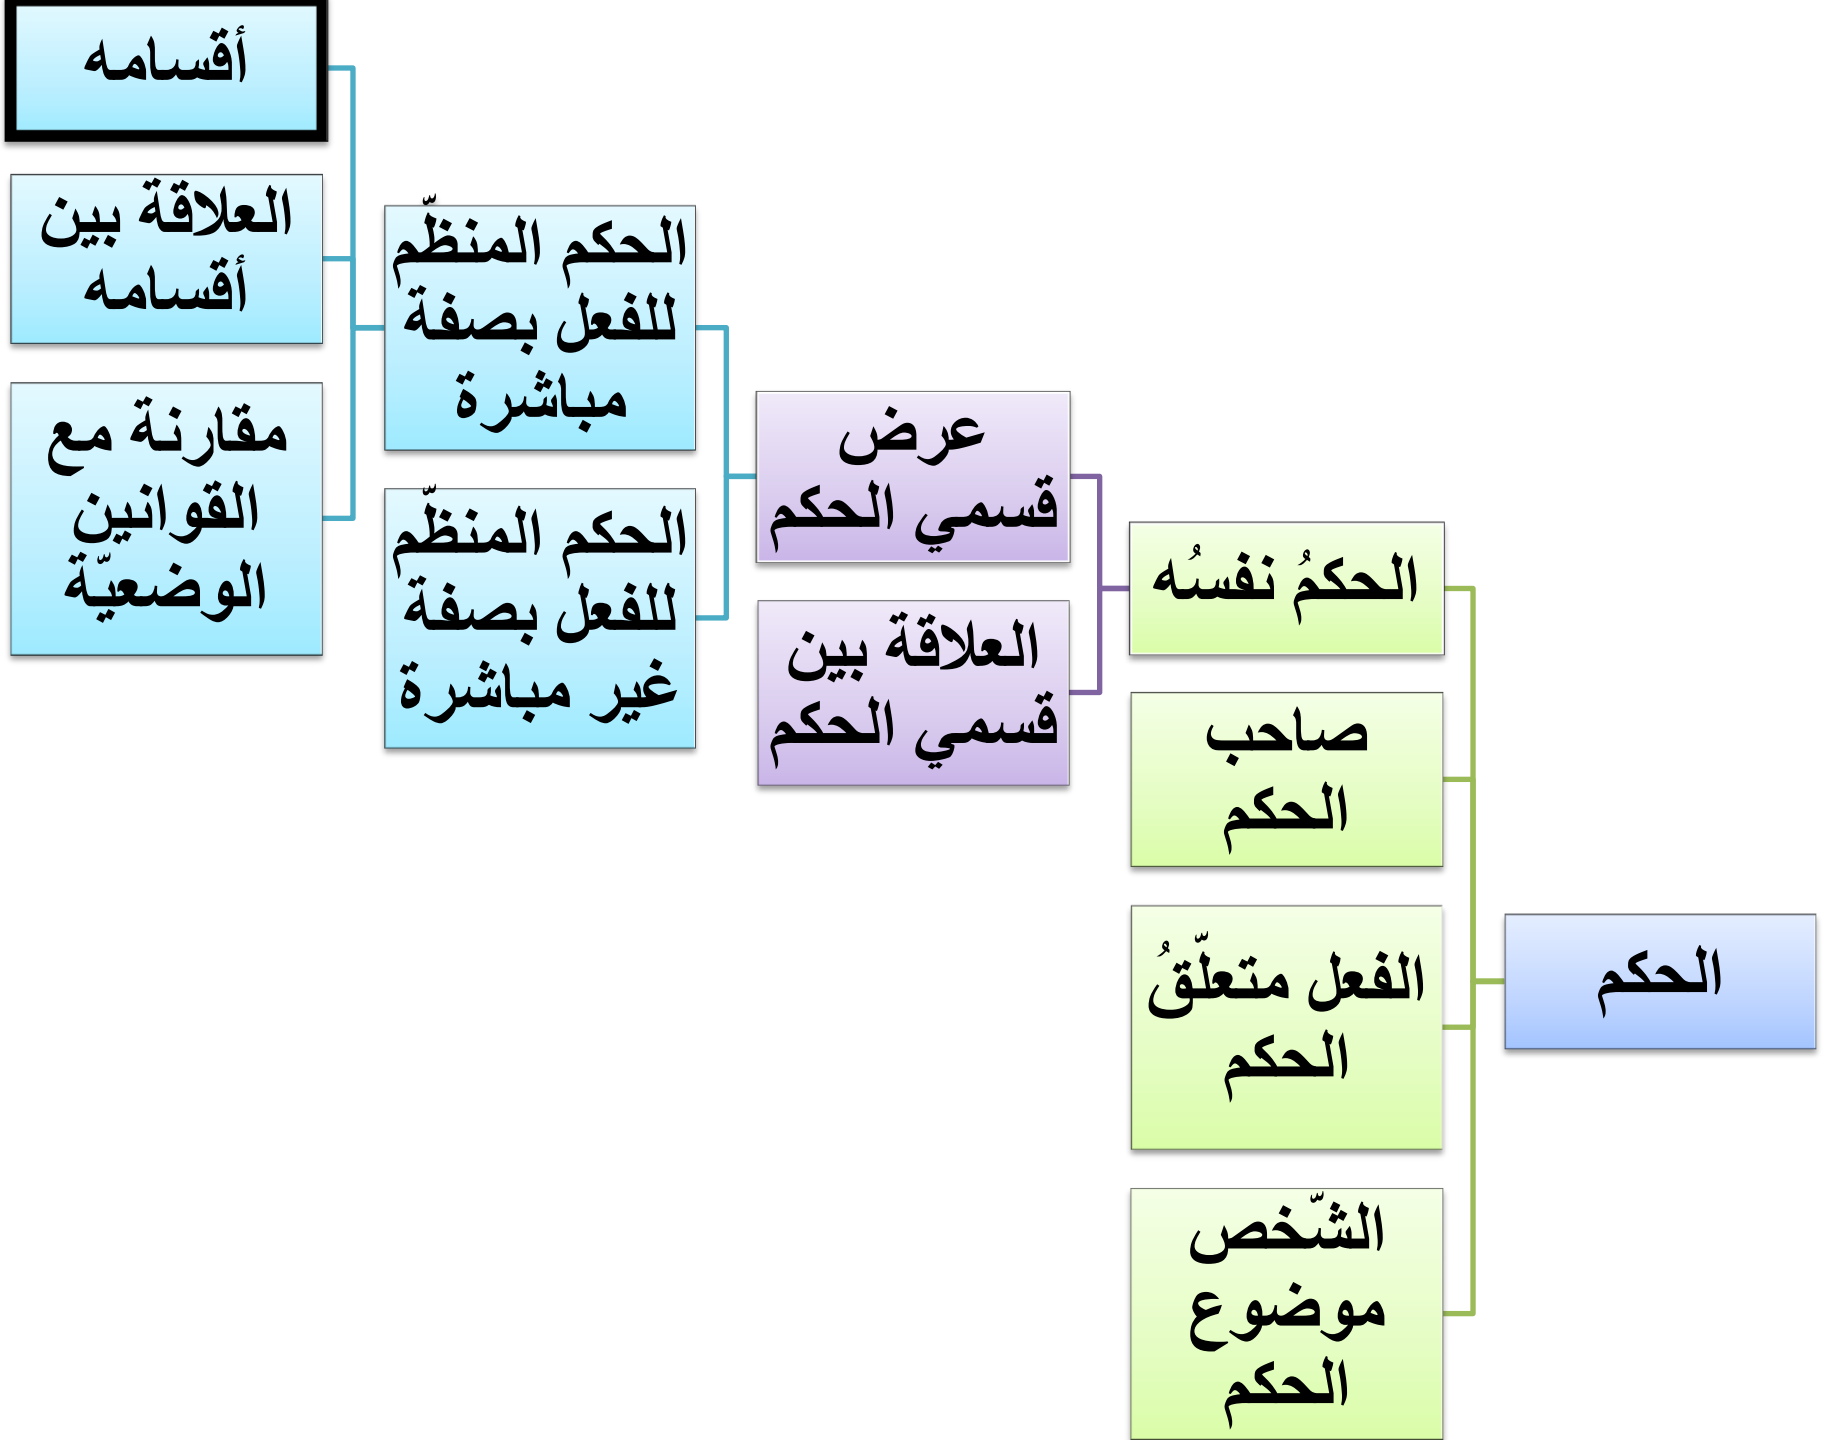 الحكم
الحكمُ نفسُه
صاحب
الحكم
الفعل متعلّقُ
الحكم
الشّخص
موضوع
الحكم
عرض
قسمي الحكم
العلاقة بين
قسمي الحكم
الحكم المنظّم
للفعل بصفة
مباشرة
الحكم المنظّم
للفعل بصفة
غير مباشرة
أقسامه
العلاقة بين
أقسامه
مقارنة مع
القوانين
الوضعيّة